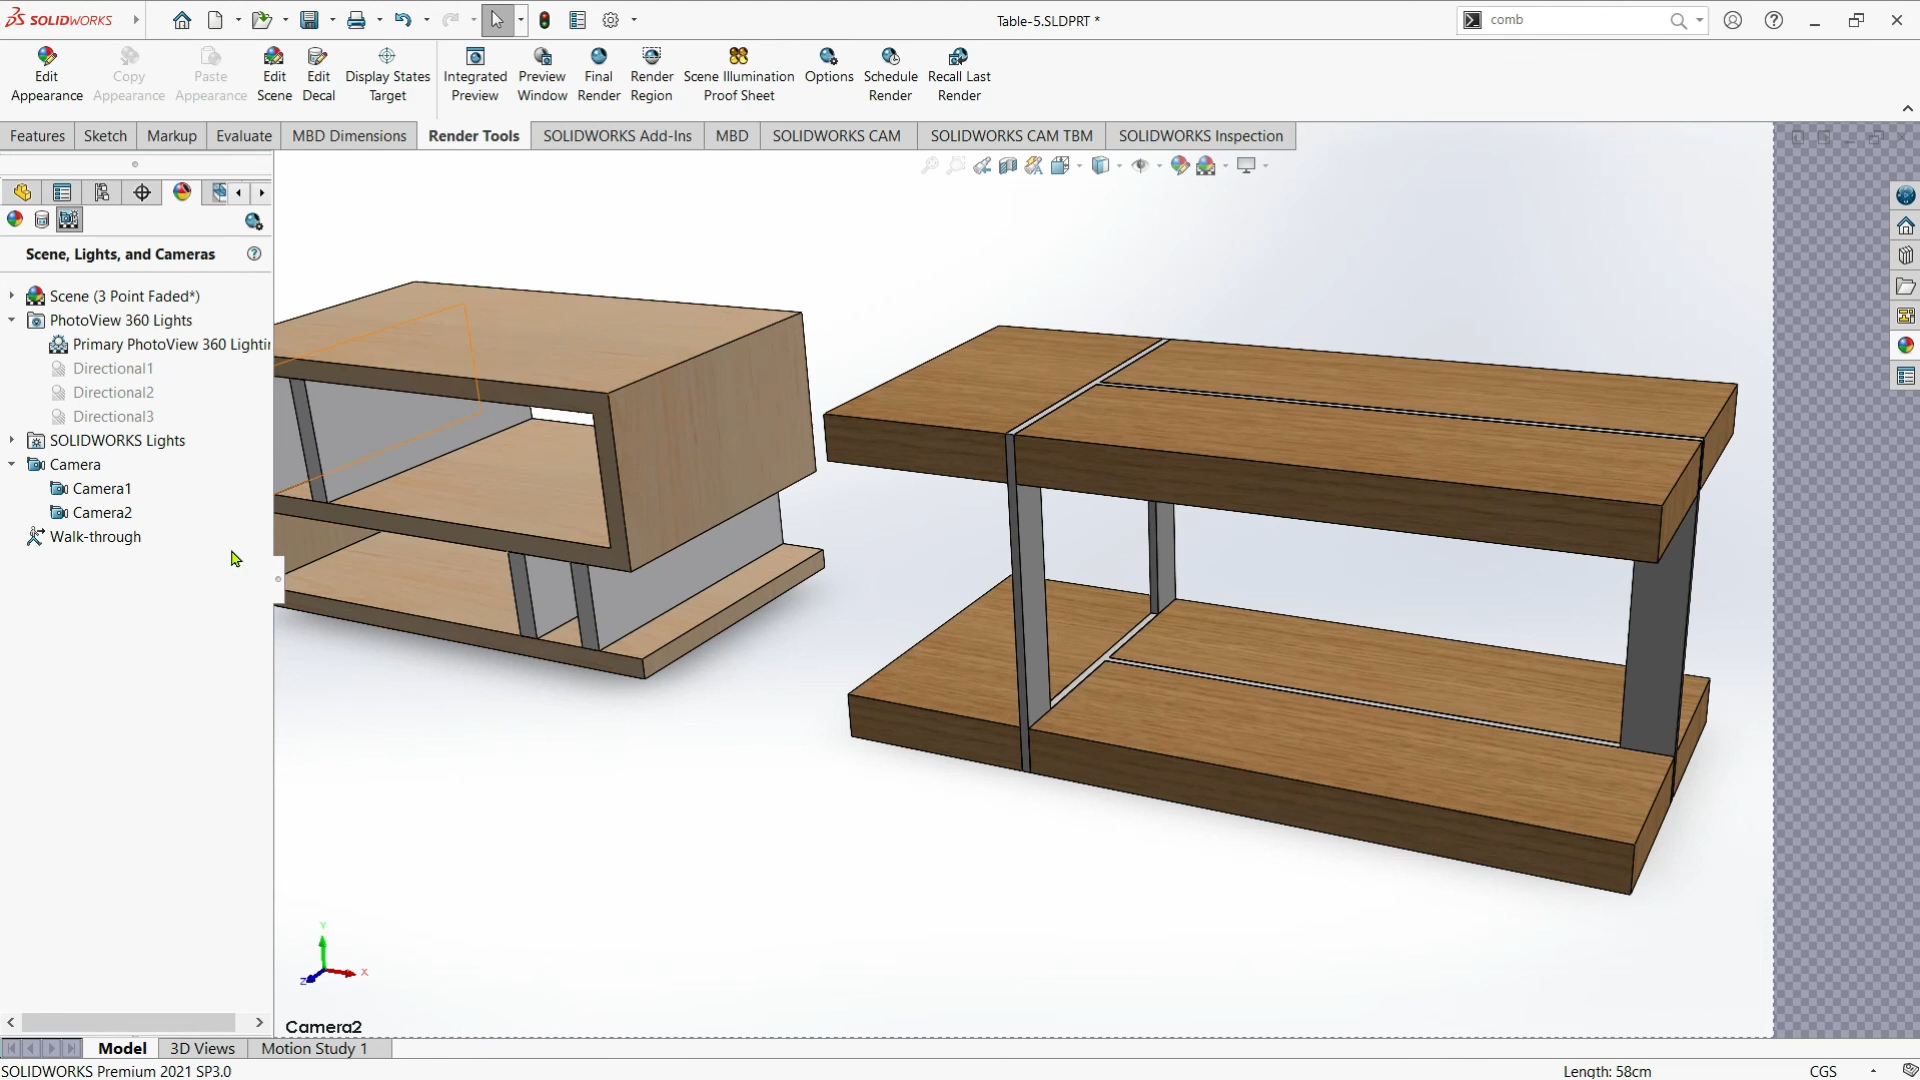 SOLIDWORKS
Table-5.SLDPRT *
comb
Edit Appearance
Copy Appearance
Paste Appearance
Edit Scene
Edit Decal
Display States Target
Integrated Preview
Preview Window
Final Render
Render Region
Scene Illumination Proof Sheet
Options
Schedule Render
Recall Last Render
Features
Sketch
Markup
Evaluate
MBD Dimensions
Render Tools
SOLIDWORKS Add-Ins
MBD
SOLIDWORKS CAM
SOLIDWORKS CAM TBM
SOLIDWORKS Inspection
Scene, Lights, and Cameras
Scene (3 Point Faded*)
PhotoView 360 Lights
Primary PhotoView 360 Lightin
Directional1
Directional2
Directional3
SOLIDWORKS Lights
Camera
Camera1
Camera2
Walk-through
Y
X
Z
Camera2
Model
3D Views
Motion Study 1
SOLIDWORKS Premium 2021 SP3.0
Length: 58cm
CGS